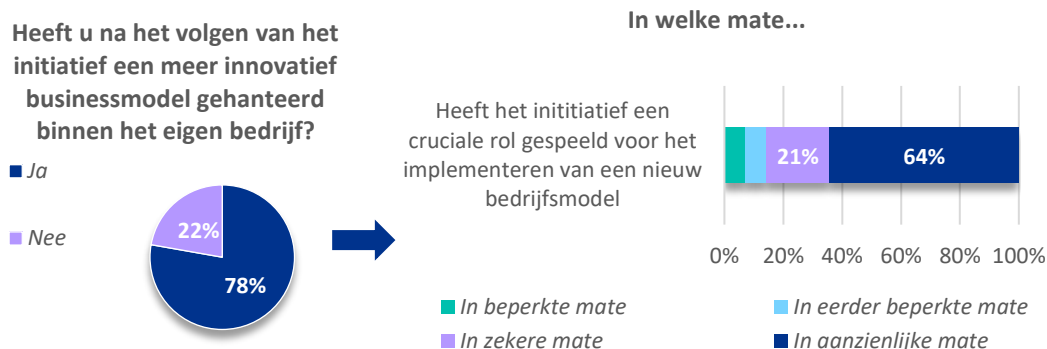 Heeft u na het volgen van het
initiatief een meer innovatief
businessmodel gehanteerd
binnen het eigen bedrijf?
Ja
Nee
22%
78%
In welke mate...
Heeft het inititiatief een
cruciale rol gespeeld voor het
implementeren van een nieuw
bedrijfsmodel
21% 64%
0% 20% 40% 60% 80% 100%
In beperkte mate In eerder beperkte mate
In zekere mate In aanzienlijke mate